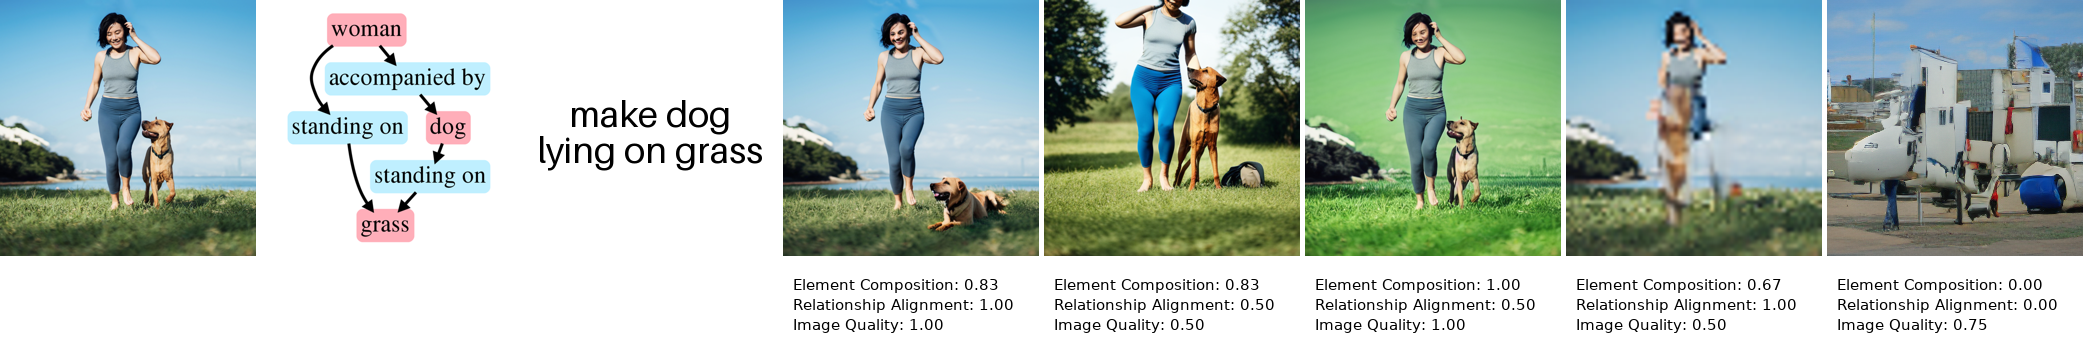 woman
accompanied by
standing on
dog
standing on
grass
make dog
lying on grass
Element Composition: 0.83
Relationship Alignment: 1.00
Image Quality: 1.00
Element Composition: 0.83
Relationship Alignment: 0.50
Image Quality: 0.50
Element Composition: 1.00
Relationship Alignment: 0.50
Image Quality: 1.00
Element Composition: 0.67
Relationship Alignment: 1.00
Image Quality: 0.50
Element Composition: 0.00
Relationship Alignment: 0.00
Image Quality: 0.75